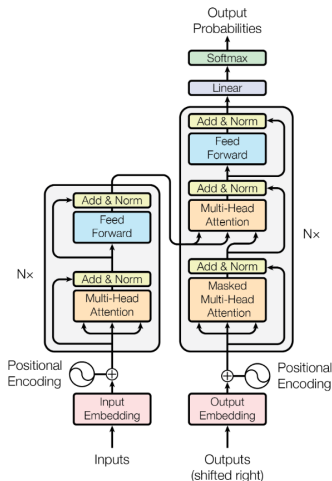 Output
Probabilities
Softmax
Linear
Add & Norm
Feed
Forward
Add & Norm
Multi-Head
Attention
N×
Add & Norm
Masked
Multi-Head
Attention
Positional
Encoding
Output
Embedding
Outputs
(shifted right)
Add & Norm
Feed
Forward
N×
Add & Norm
Multi-Head
Attention
Positional
Encoding
Input
Embedding
Inputs